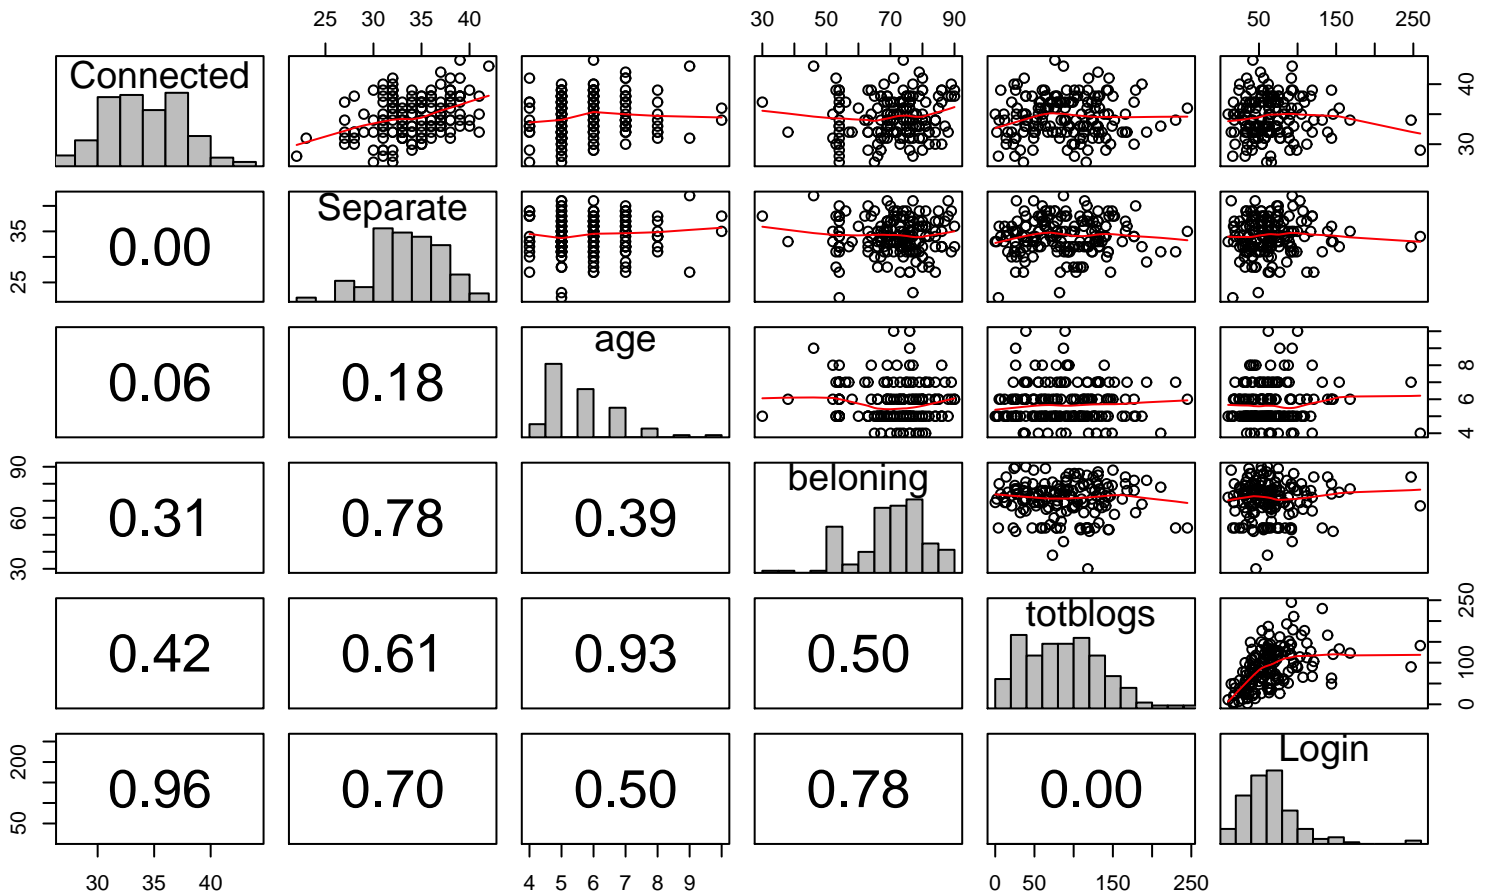 25 30 35 40 30 50 70 90 50 150 250
Connected
30 40
0.00 Separate
25 35
0.06 0.18 age
4 6 8
0.31 0.78 0.39 beloning
30 60 90
0.42 0.61 0.93 0.50 totblogs
0 100 250
0.96 0.70 0.50 0.78 0.00 Login
50 200
30 35 40 4 5 6 7 8 9 0 50 150 250